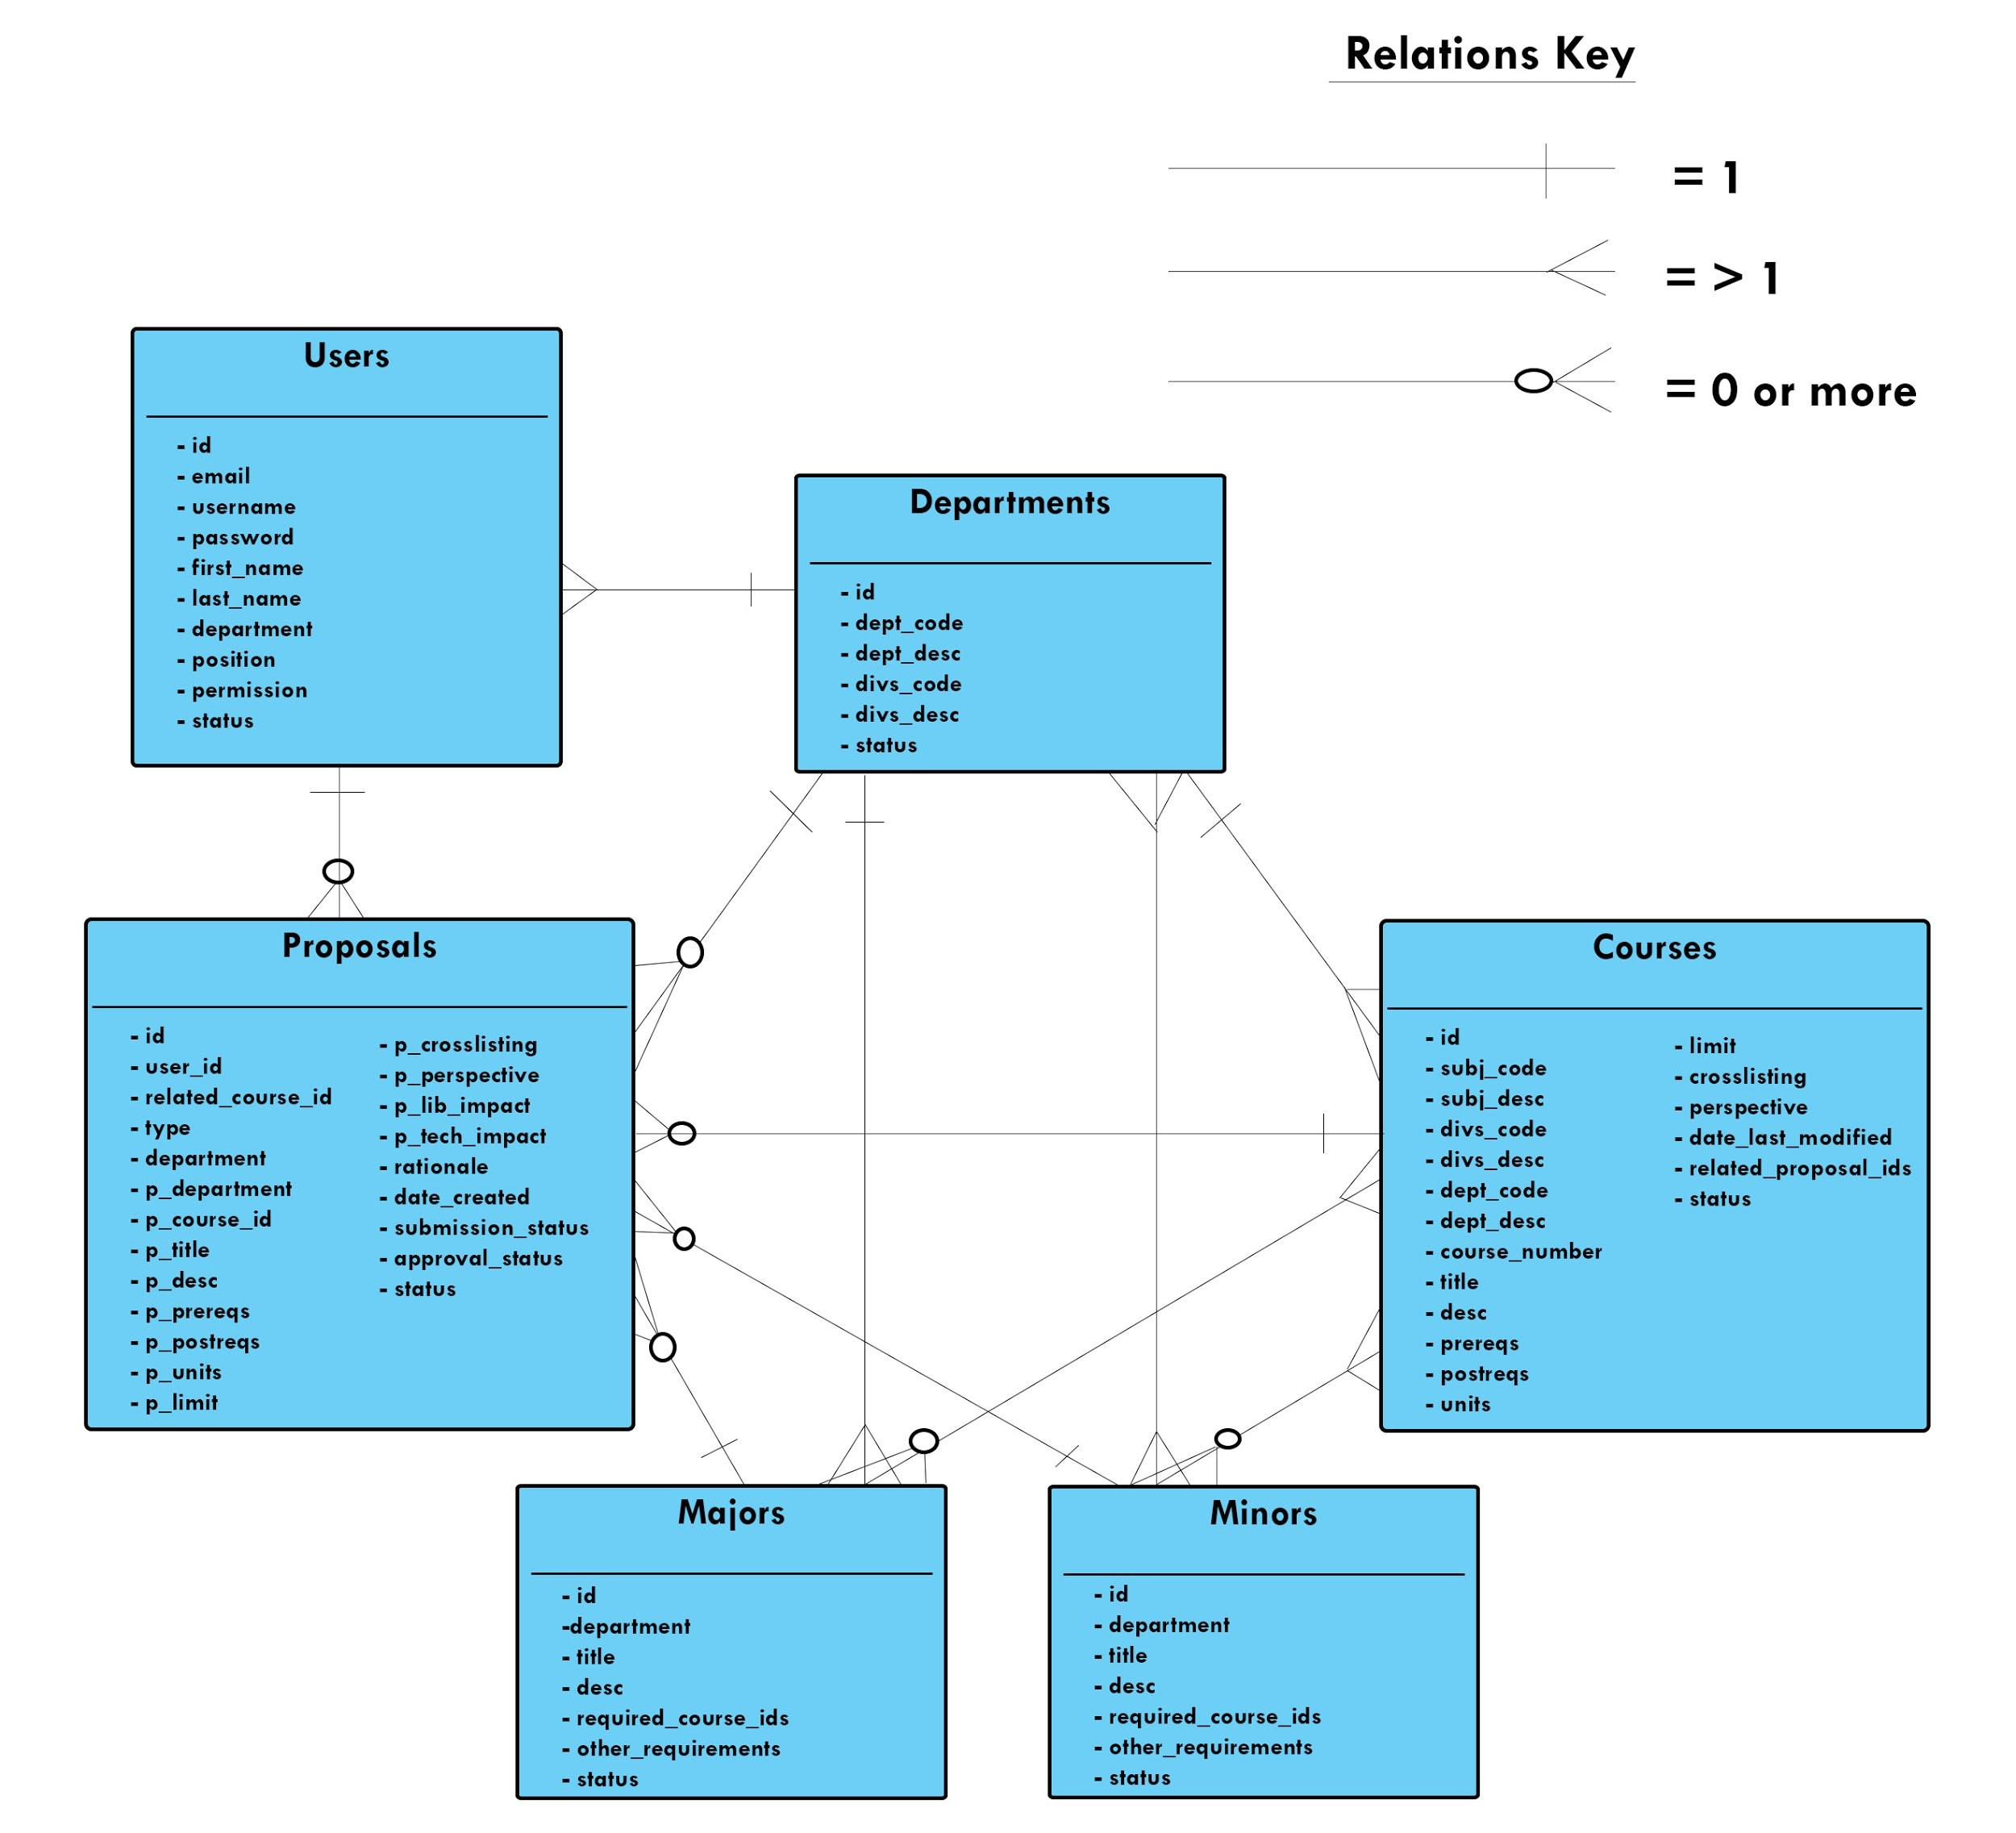 Relations Key
= 1
= > 1
= 0 or more
Users
- id
- email
- username
- password
- first_name
- last_name
- department
- position
- permission
- status
Departments
- id
- dept_code
- dept_desc
- divs_code
- divs_desc
- status
Proposals
- id
- user_id
- related_course_id
- type
- department
- p_department
- p_course_id
- p_title
- p_desc
- p_prereqs
- p_postreqs
- p_units
- p_limit
- p_crosslisting
- p_perspective
- p_lib_impact
- p_tech_impact
- rationale
- date_created
- submission_status
- approval_status
- status
Courses
- id
- subj_code
- subj_desc
- divs_code
- divs_desc
- dept_code
- dept_desc
- course_number
- title
- desc
- prereqs
- postreqs
- units
- limit
- crosslisting
- perspective
- date_last_modified
- related_proposal_ids
- status
Majors
- id
-department
- title
- desc
- required_course_ids
- other_requirements
- status
Minors
- id
- department
- title
- desc
- required_course_ids
- other_requirements
- status